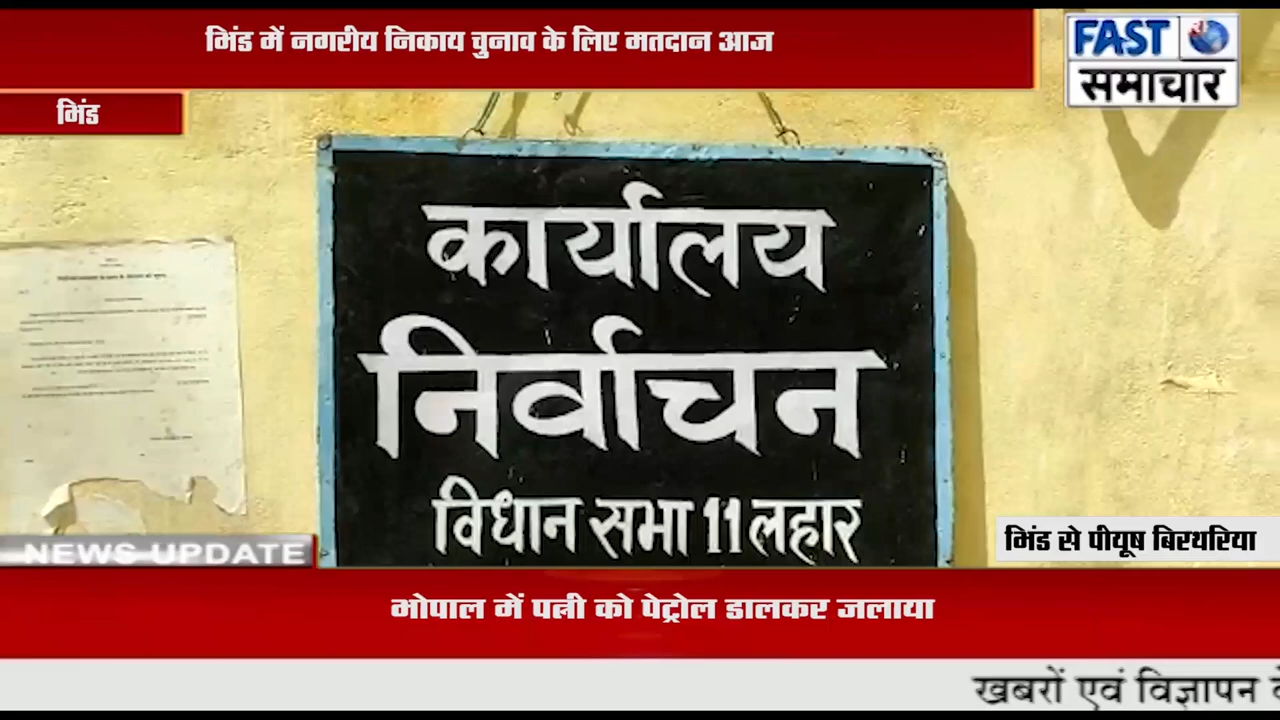 भिंड में नगरीय निकाय चुनाव के लिए मतदान आज
FAST
समाचार
भिंड
कार्यालय
निर्वाचन
विधान सभा 11 लहार
NEWS UPDATE
भिंड से पीयूष बिरथरिया
भोपाल में पत्नी को पेट्रोल डालकर जलाया
खबरों एवं विज्ञापन